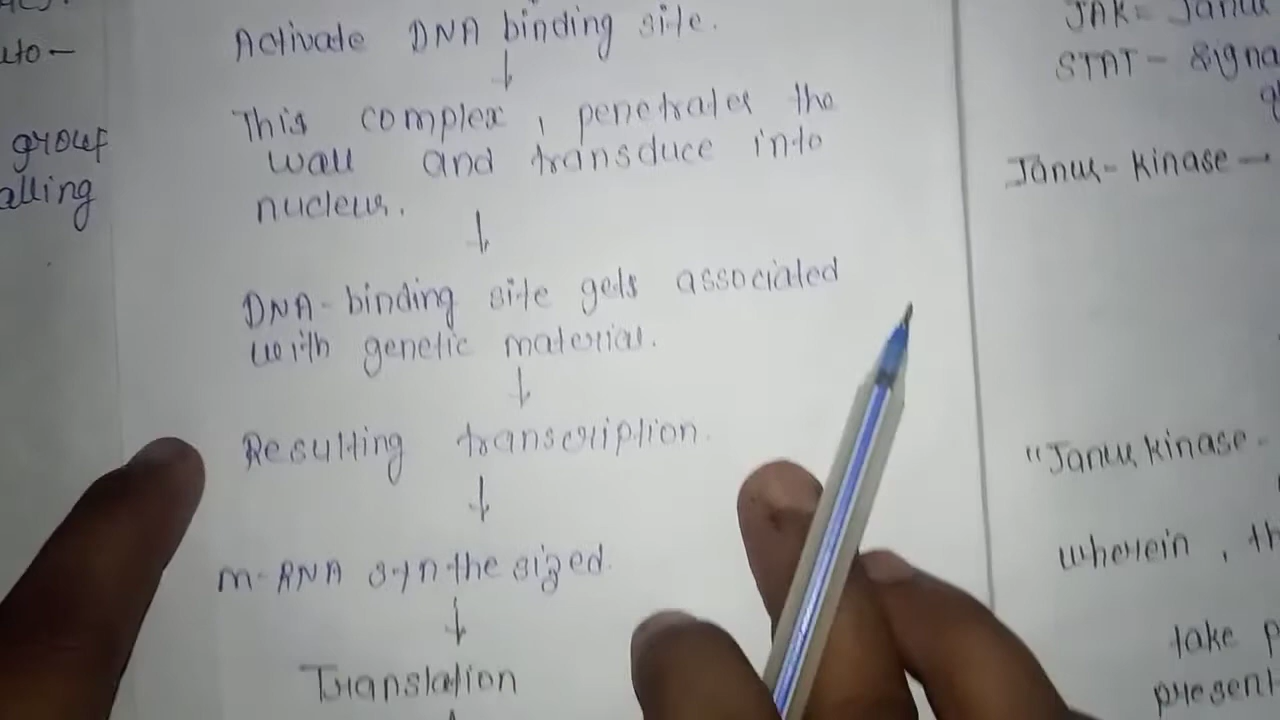 uto-
group
alling
Activate DNA binding site.
↓
This complex, penetrates the
wall and transduce into
nucleus.
↓
DNA-binding site gets associated
with genetic material.
↓
Resulting transcription.
↓
m-RNA synthesized.
↓
Translation
JAK= Janu
STAT- signa
Janus-kinase-
"Janus kinase-
wherein, th
take p
present